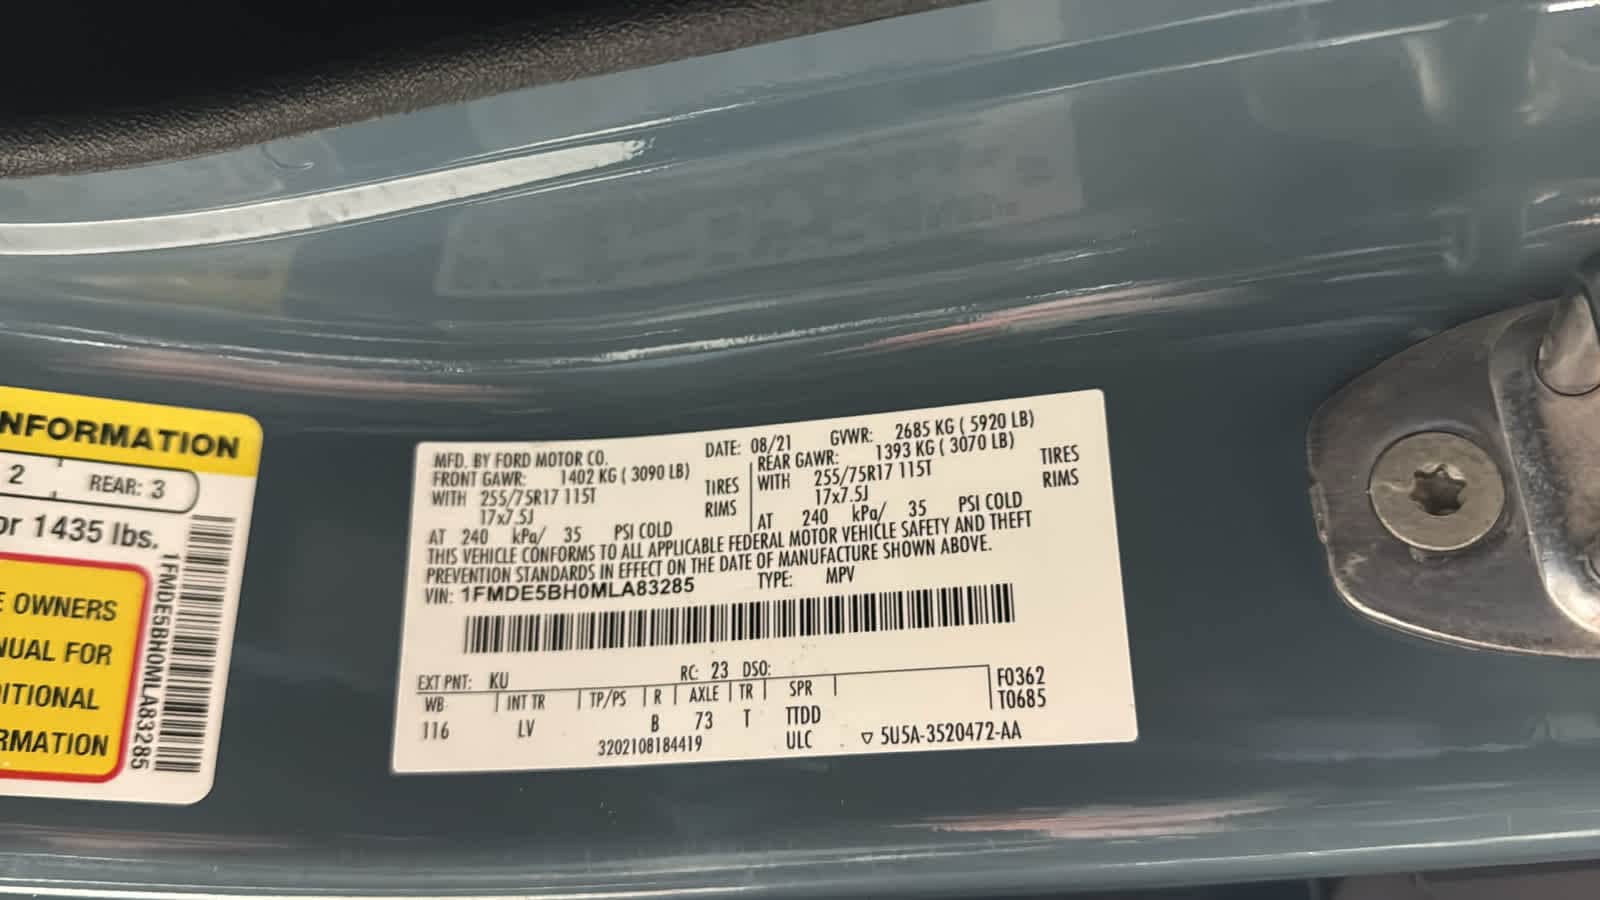 NFORMATION
2 REAR: 3
or 1435 lbs.
E OWNERS
NUAL FOR
DITIONAL
RMATION
1FMDE5BH0MLA83285
MFD. BY FORD MOTOR CO. DATE: 08/21 GVWR: 2685 KG ( 5920 LB)
FRONT GAWR: 1402 KG ( 3090 LB) REAR GAWR: 1393 KG ( 3070 LB)
WITH 255/75R17 115T TIRES WITH 255/75R17 115T TIRES
17x7.5J RIMS 17x7.5J RIMS
AT 240 kPa/ 35 PSI COLD AT 240 kPa/ 35 PSI COLD
THIS VEHICLE CONFORMS TO ALL APPLICABLE FEDERAL MOTOR VEHICLE SAFETY AND THEFT
PREVENTION STANDARDS IN EFFECT ON THE DATE OF MANUFACTURE SHOWN ABOVE.
VIN: 1FMDE5BH0MLA83285 TYPE: MPV
EXT PNT: KU RC: 23 DSO: F0362
WB INT TR TP/PS R AXLE TR SPR T0685
116 LV B 73 T TTDD
3202108184419 ULC ▽ 5U5A-3520472-AA